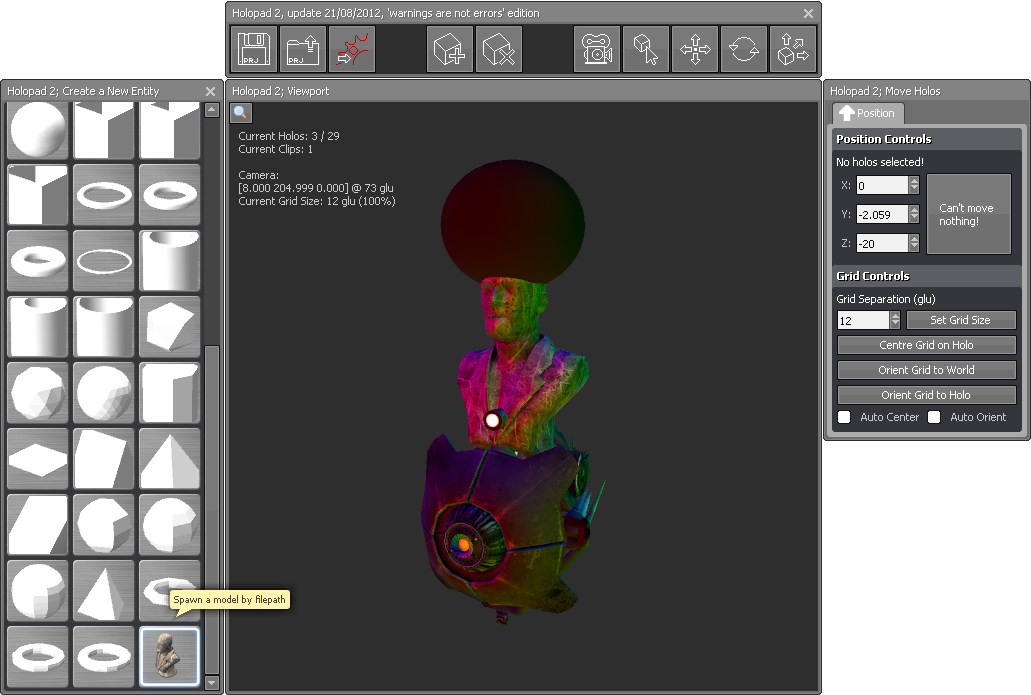 Holopad 2, update 21/08/2012, 'warnings are not errors' edition
PRJ
PRJ
Holopad 2; Create a New Entity
Spawn a model by filepath
Holopad 2; Viewport
Current Holos: 3 / 29
Current Clips: 1
Camera:
[8.000 204.999 0.000] @ 73 glu
Current Grid Size: 12 glu (100%)
Holopad 2; Move Holos
Position
Position Controls
No holos selected!
X: 0
Y: -2.059
Z: -20
Can't move
nothing!
Grid Controls
Grid Separation (glu)
12
Set Grid Size
Centre Grid on Holo
Orient Grid to World
Orient Grid to Holo
Auto Center
Auto Orient